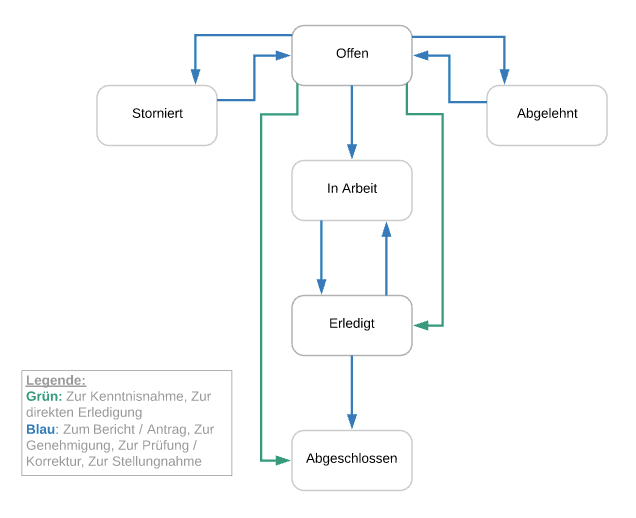 Offen
Storniert
Abgelehnt
In Arbeit
Erledigt
Legende:
Grün: Zur Kenntnisnahme, Zur
direkten Erledigung
Blau: Zum Bericht / Antrag, Zur
Genehmigung, Zur Prüfung /
Korrektur, Zur Stellungnahme
Abgeschlossen